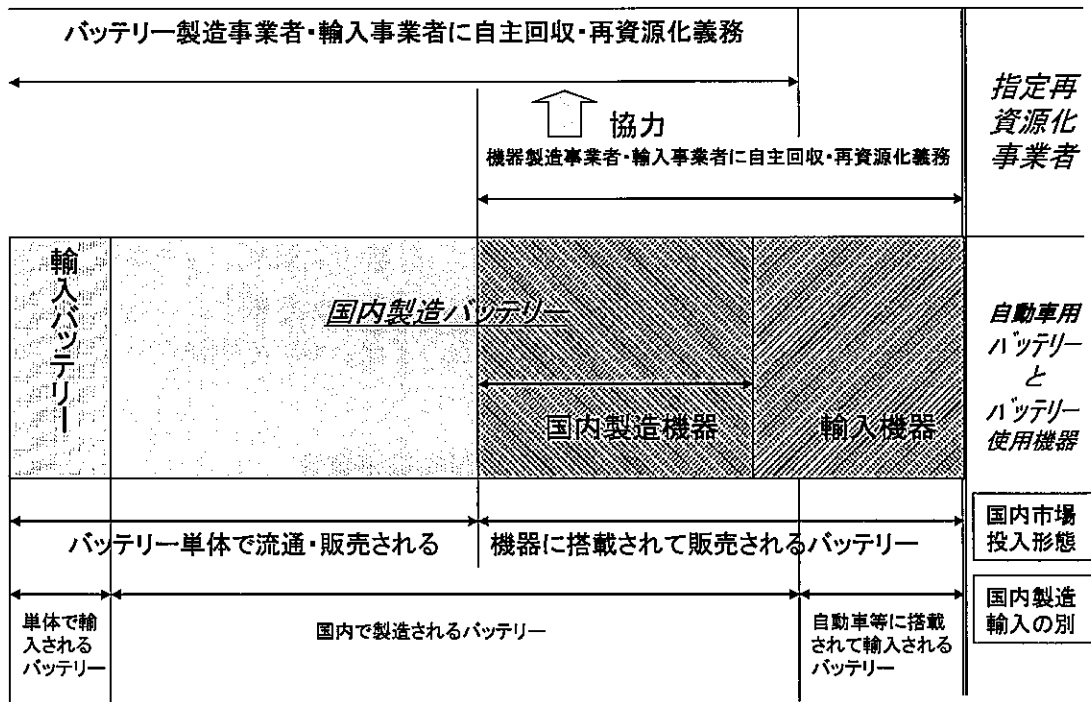 バッテリー製造事業者・輸入事業者に自主回収・再資源化義務
指定再
資源化
事業者
協力
機器製造事業者・輸入事業者に自主回収・再資源化義務
輸入バッテリー
国内製造バッテリー
国内製造機器
輸入機器
自動車用
バッテリー
と
バッテリー
使用機器
バッテリー単体で流通・販売される
機器に搭載されて販売されるバッテリー
国内市場
投入形態
単体で輸
入される
バッテリー
国内で製造されるバッテリー
自動車等に搭載
されて輸入される
バッテリー
国内製造
輸入の別